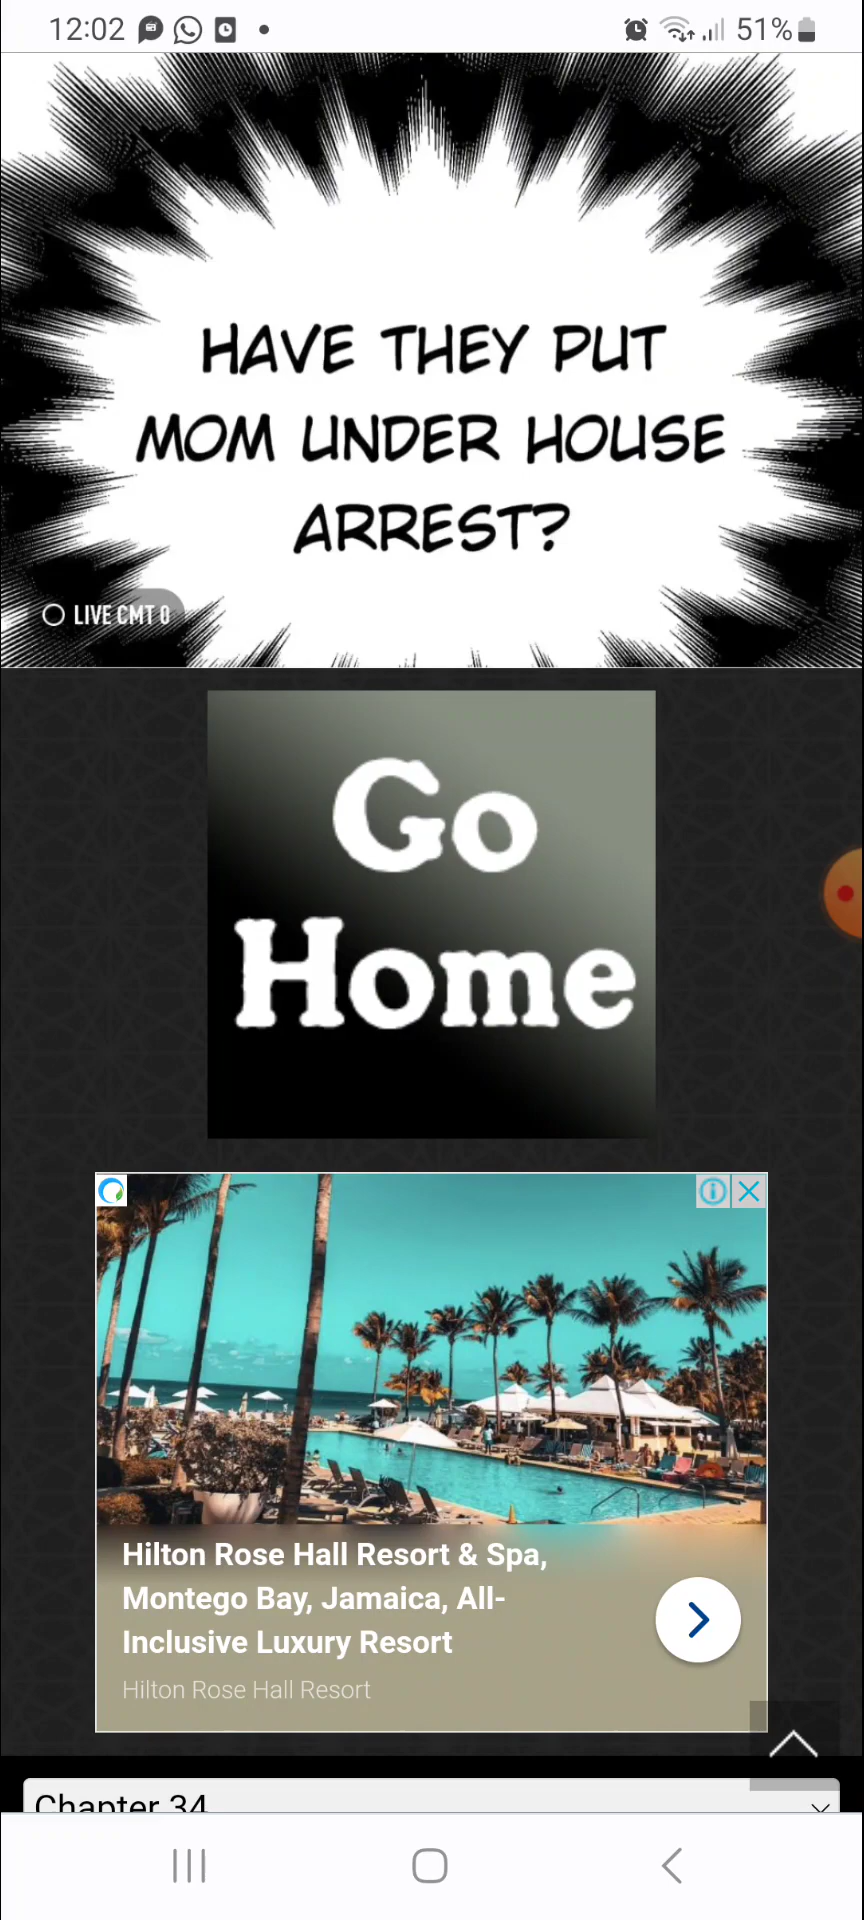 12:02
51%
HAVE THEY PUT
MOM UNDER HOUSE
ARREST?
LIVE CMT 0
Go
Home
Hilton Rose Hall Resort & Spa,
Montego Bay, Jamaica, All-
Inclusive Luxury Resort
Hilton Rose Hall Resort
Chapter 34